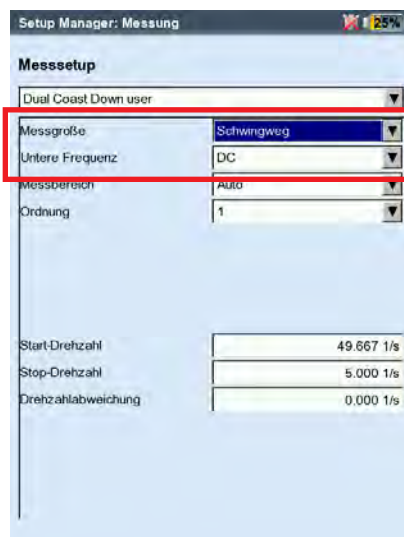 Setup Manager: Messung 25%
Messsetup
Dual Coast Down user
Messgröße Schwingweg
Untere Frequenz DC
Messbereich Auto
Ordnung 1
Start-Drehzahl 49.667 1/s
Stop-Drehzahl 5.000 1/s
Drehzahlabweichung 0.000 1/s